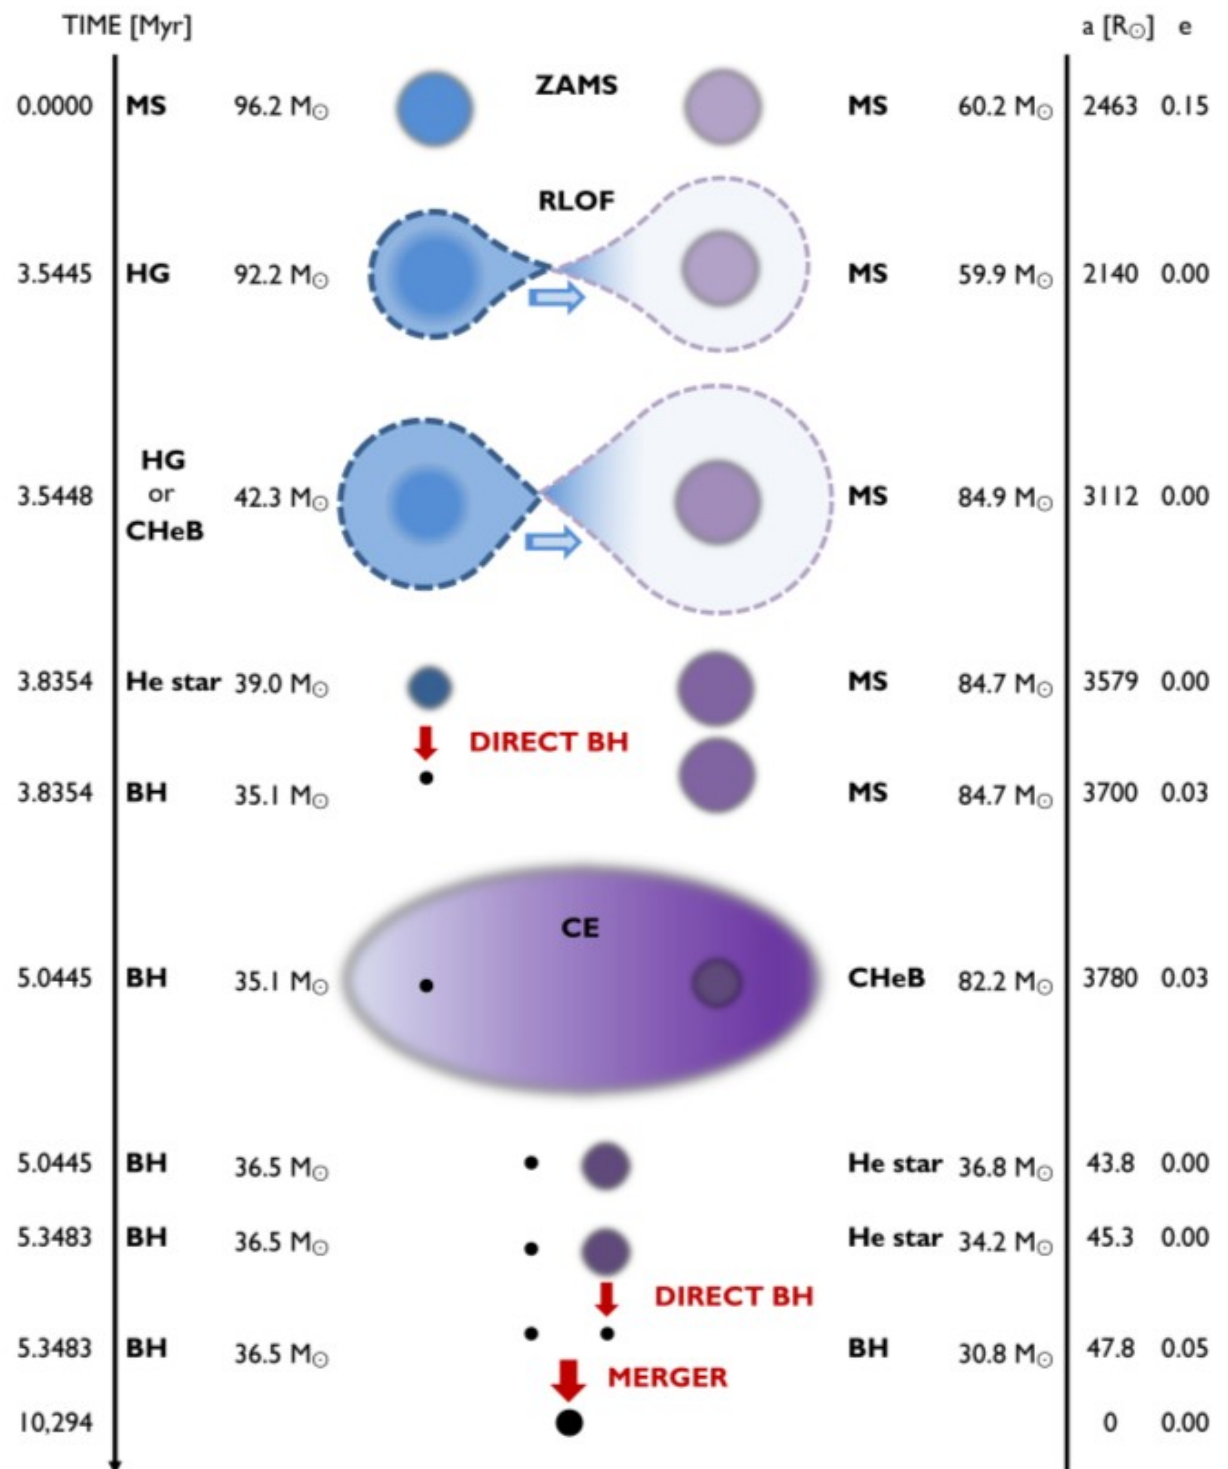 TIME [Myr] a [R☉] e
0.0000 MS 96.2 M☉ ZAMS MS 60.2 M☉ 2463 0.15
RLOF
3.5445 HG 92.2 M☉ MS 59.9 M☉ 2140 0.00
HG
or
3.5448 42.3 M☉ MS 84.9 M☉ 3112 0.00
CHeB
3.8354 He star 39.0 M☉ MS 84.7 M☉ 3579 0.00
DIRECT BH
3.8354 BH 35.1 M☉ MS 84.7 M☉ 3700 0.03
CE
5.0445 BH 35.1 M☉ CHeB 82.2 M☉ 3780 0.03
5.0445 BH 36.5 M☉ He star 36.8 M☉ 43.8 0.00
5.3483 BH 36.5 M☉ He star 34.2 M☉ 45.3 0.00
DIRECT BH
5.3483 BH 36.5 M☉ BH 30.8 M☉ 47.8 0.05
MERGER
10,294 0 0.00